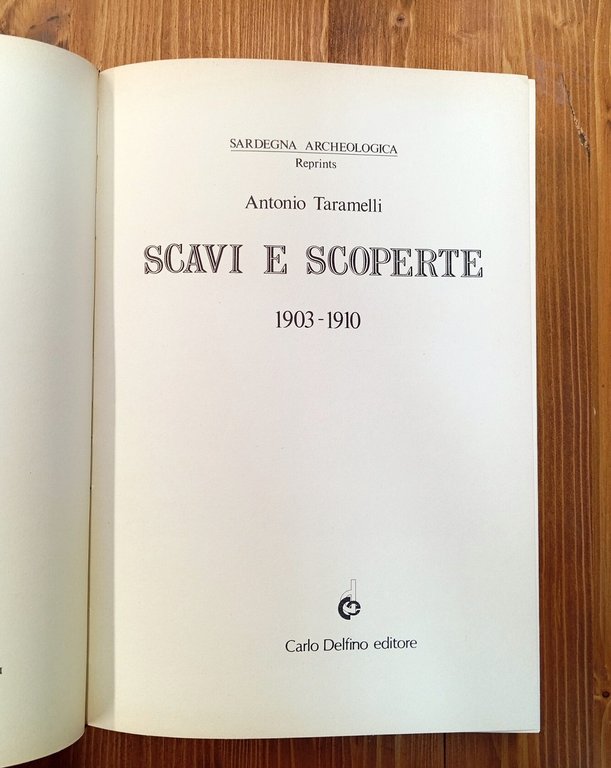 SARDEGNA ARCHEOLOGICA
Reprints
Antonio Taramelli
SCAVI E SCOPERTE
1903-1910
Carlo Delfino editore